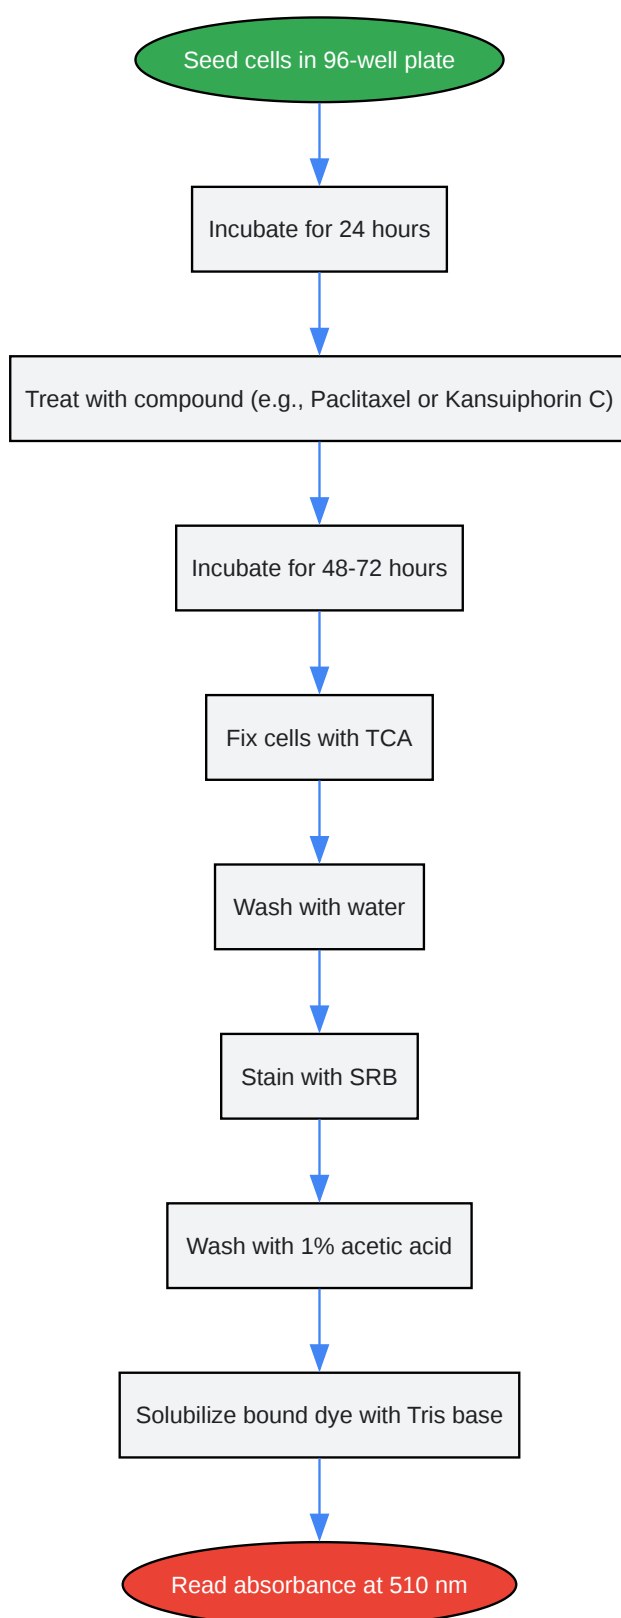 Seed cells in 96-well plate
Incubate for 24 hours
Treat with compound (e.g., Paclitaxel or Kansuiphorin C)
Incubate for 48-72 hours
Fix cells with TCA
Wash with water
Stain with SRB
Wash with 1% acetic acid
Solubilize bound dye with Tris base
Read absorbance at 510 nm